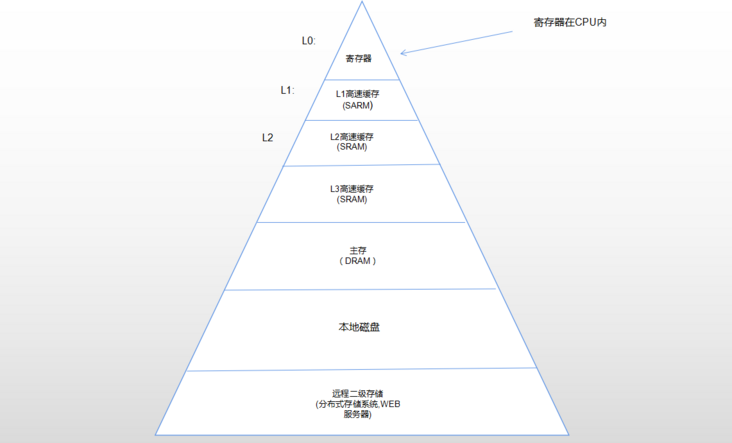 L0:
寄存器在CPU内
寄存器
L1:
L1高速缓存
(SARM)
L2
L2高速缓存
(SRAM)
L3高速缓存
(SRAM)
主存
( DRAM )
本地磁盘
远程二级存储
(分布式存储系统,WEB
服务器)